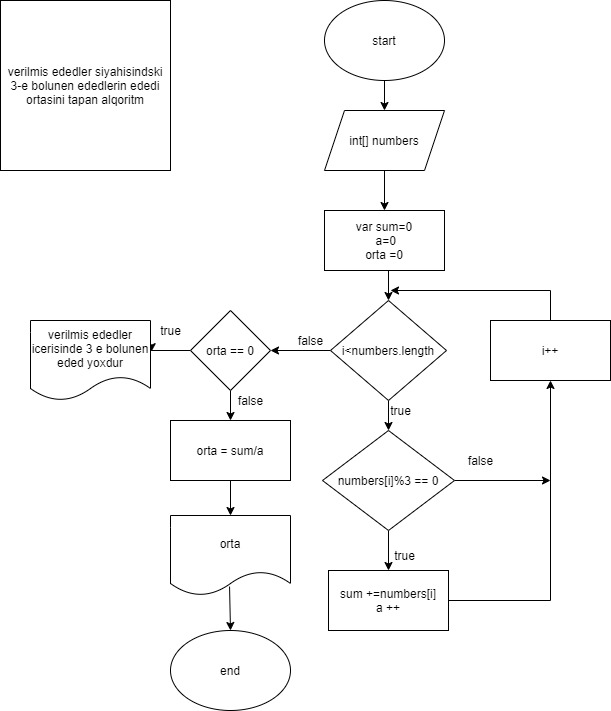 verilmis ededler siyahisindski
3-e bolunen ededlerin ededi
ortasini tapan alqoritm
start
int[] numbers
var sum=0
a=0
orta =0
i<numbers.length
true
false
i++
numbers[i]%3 == 0
false
true
sum +=numbers[i]
a ++
orta == 0
true
verilmis ededler
icerisinde 3 e bolunen
eded yoxdur
false
orta = sum/a
orta
end